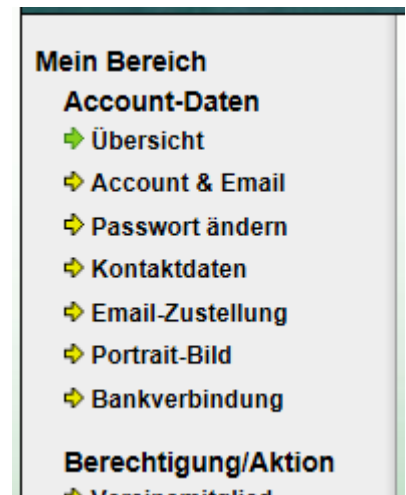 Mein Bereich
Account-Daten
Übersicht
Account & Email
Passwort ändern
Kontaktdaten
Email-Zustellung
Portrait-Bild
Bankverbindung
Berechtigung/Aktion